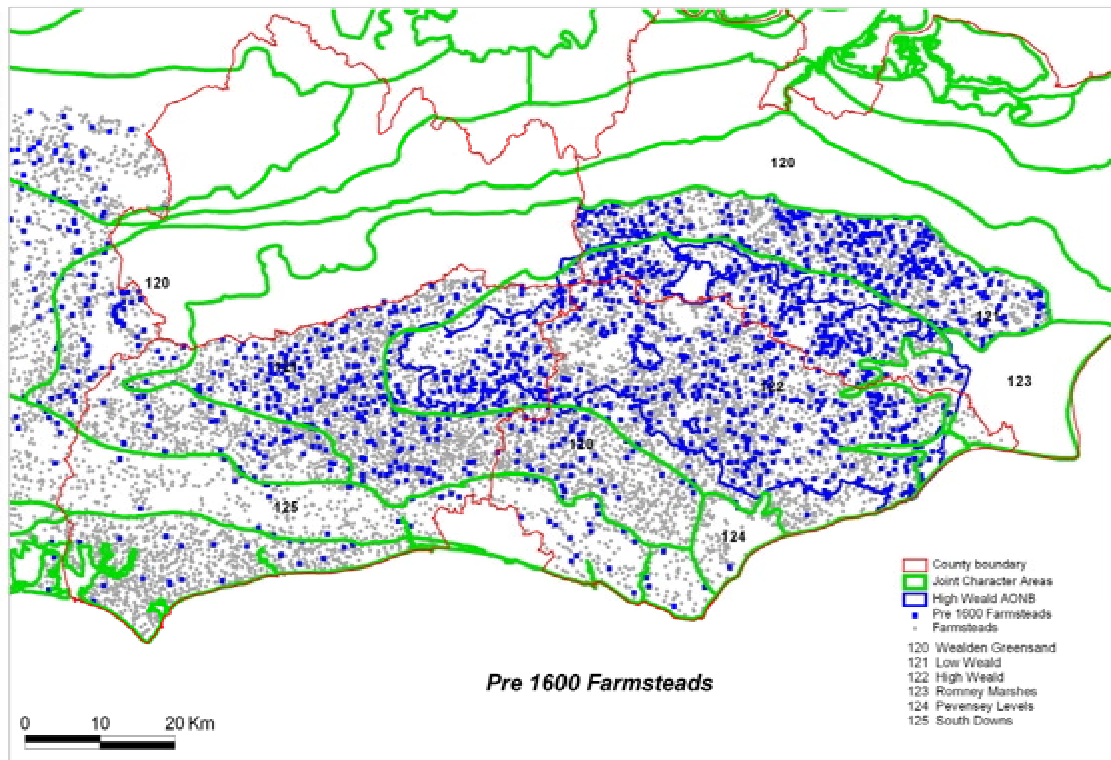 120
120
121
123
122
125
124
County boundary
Joint Character Areas
High Weald AONB
Pre 1600 Farmsteads
Farmsteads
120 Wealden Greensand
121 Low Weald
122 High Weald
123 Romney Marshes
124 Pevensey Levels
125 South Downs
Pre 1600 Farmsteads
0 10 20 Km